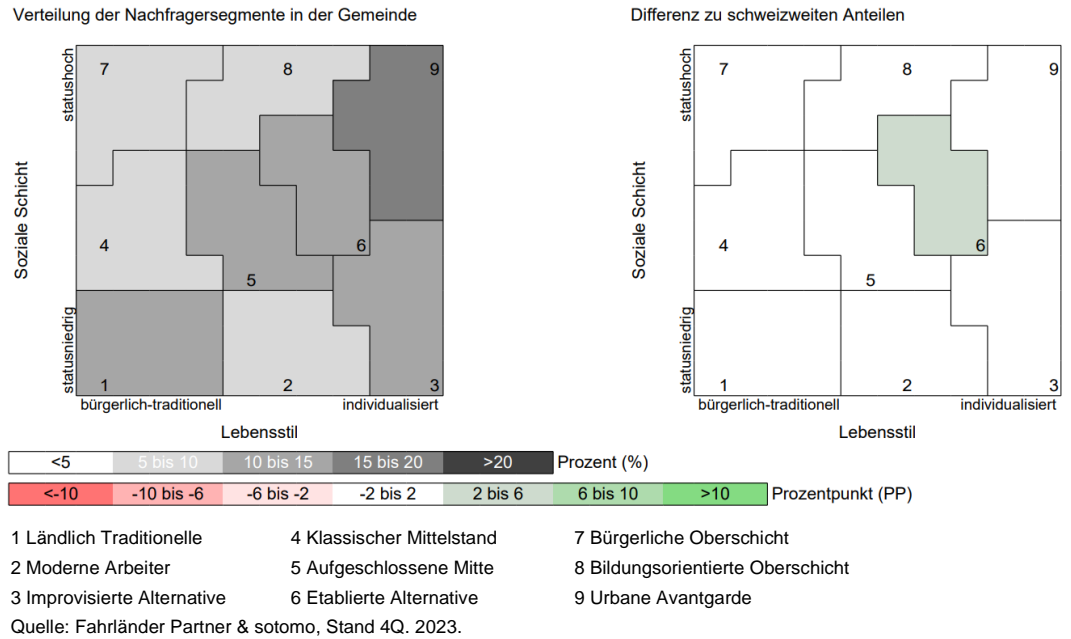 Verteilung der Nachfragersegmente in der Gemeinde
Differenz zu schweizweiten Anteilen
Soziale Schicht
statushoch
statusniedrig
7
8
9
4
6
5
1
2
3
bürgerlich-traditionell
individualisiert
Lebensstil
Soziale Schicht
statushoch
statusniedrig
7
8
9
4
6
5
1
2
3
bürgerlich-traditionell
individualisiert
Lebensstil
<5 5 bis 10 10 bis 15 15 bis 20 >20 Prozent (%)
<-10 -10 bis -6 -6 bis -2 -2 bis 2 2 bis 6 6 bis 10 >10 Prozentpunkt (PP)
1 Ländlich Traditionelle 4 Klassischer Mittelstand 7 Bürgerliche Oberschicht
2 Moderne Arbeiter 5 Aufgeschlossene Mitte 8 Bildungsorientierte Oberschicht
3 Improvisierte Alternative 6 Etablierte Alternative 9 Urbane Avantgarde
Quelle: Fahrländer Partner & sotomo, Stand 4Q. 2023.